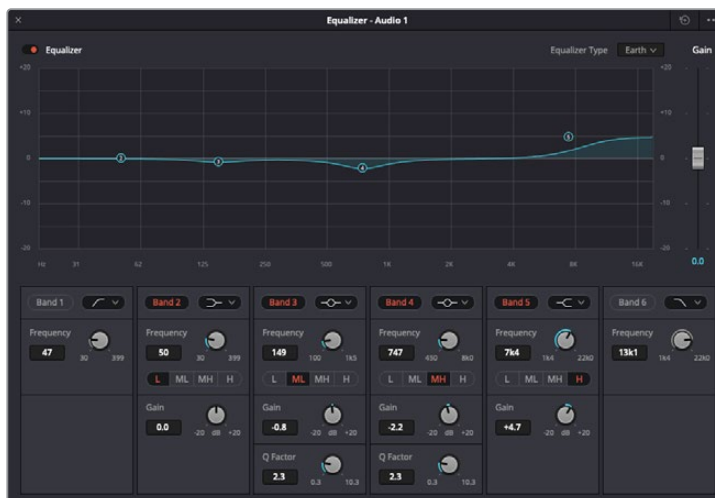 Equalizer - Audio 1
Equalizer Equalizer Type Earth Gain
+20 +20
+10 +10
2 3 4 5
0 0
-10 -10
-20 -20
Hz 31 62 125 250 500 1K 2K 4K 8K 16K 0.0
Band 1 Band 2 Band 3 Band 4 Band 5 Band 6
Frequency Frequency Frequency Frequency Frequency Frequency
47 30 399 50 30 399 149 100 1k5 747 450 8k0 7k4 1k4 22k0 13k1 1k4 22k0
L ML MH H L ML MH H L ML MH H L ML MH H
Gain Gain Gain Gain
0.0 -20 dB +20 -0.8 -20 dB +20 -2.2 -20 dB +20 +4.7 -20 dB +20
Q Factor Q Factor
2.3 0.3 10.3 2.3 0.3 10.3